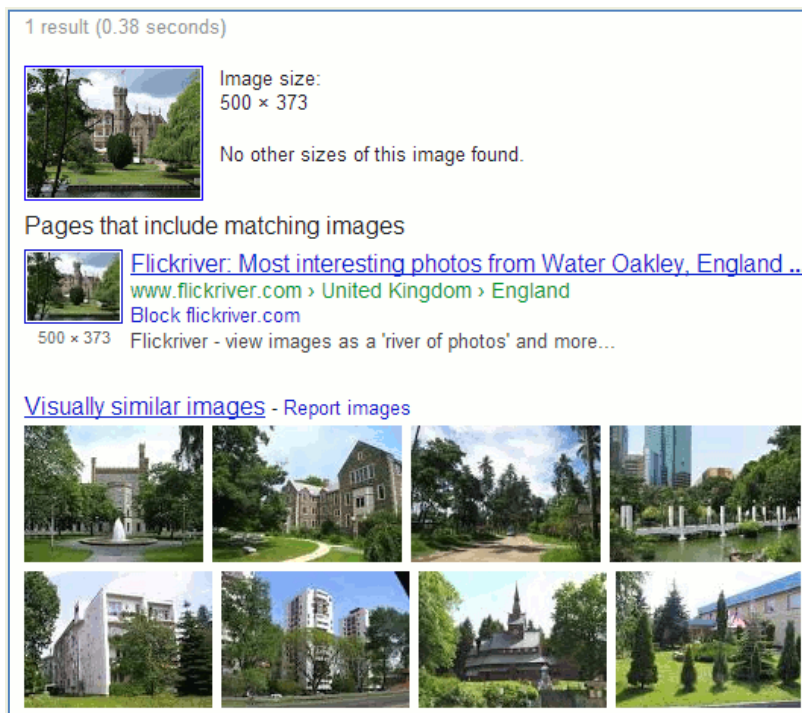 1 result (0.38 seconds)
Image size:
500 × 373
No other sizes of this image found.
Pages that include matching images
Flickriver: Most interesting photos from Water Oakley, England ...
www.flickriver.com › United Kingdom › England
Block flickriver.com
500 × 373 Flickriver - view images as a 'river of photos' and more...
Visually similar images - Report images